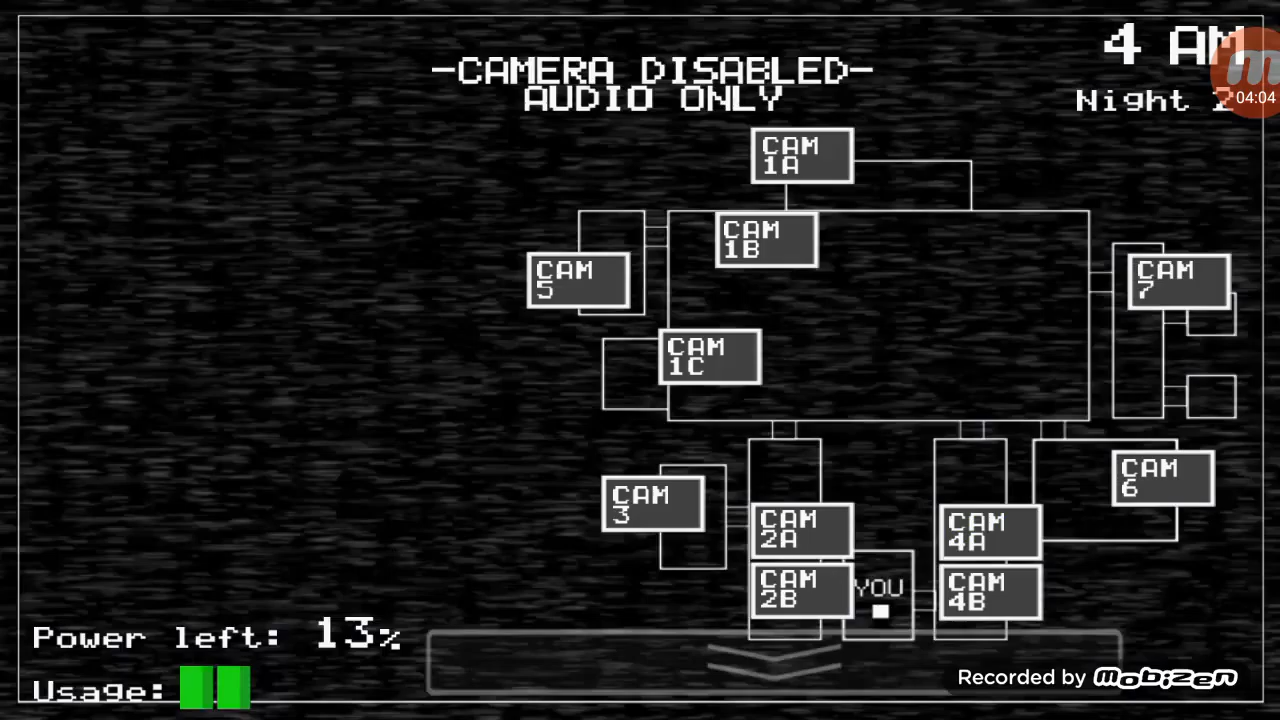 4 AM
-CAMERA DISABLED-
AUDIO ONLY
Night
04:04
CAM
1A
CAM
1B
CAM
5
CAM
7
CAM
1C
CAM
6
CAM
3
CAM
2A
CAM
4A
CAM
2B
YOU
CAM
4B
Power left: 13%
Usage:
Recorded by mobizen